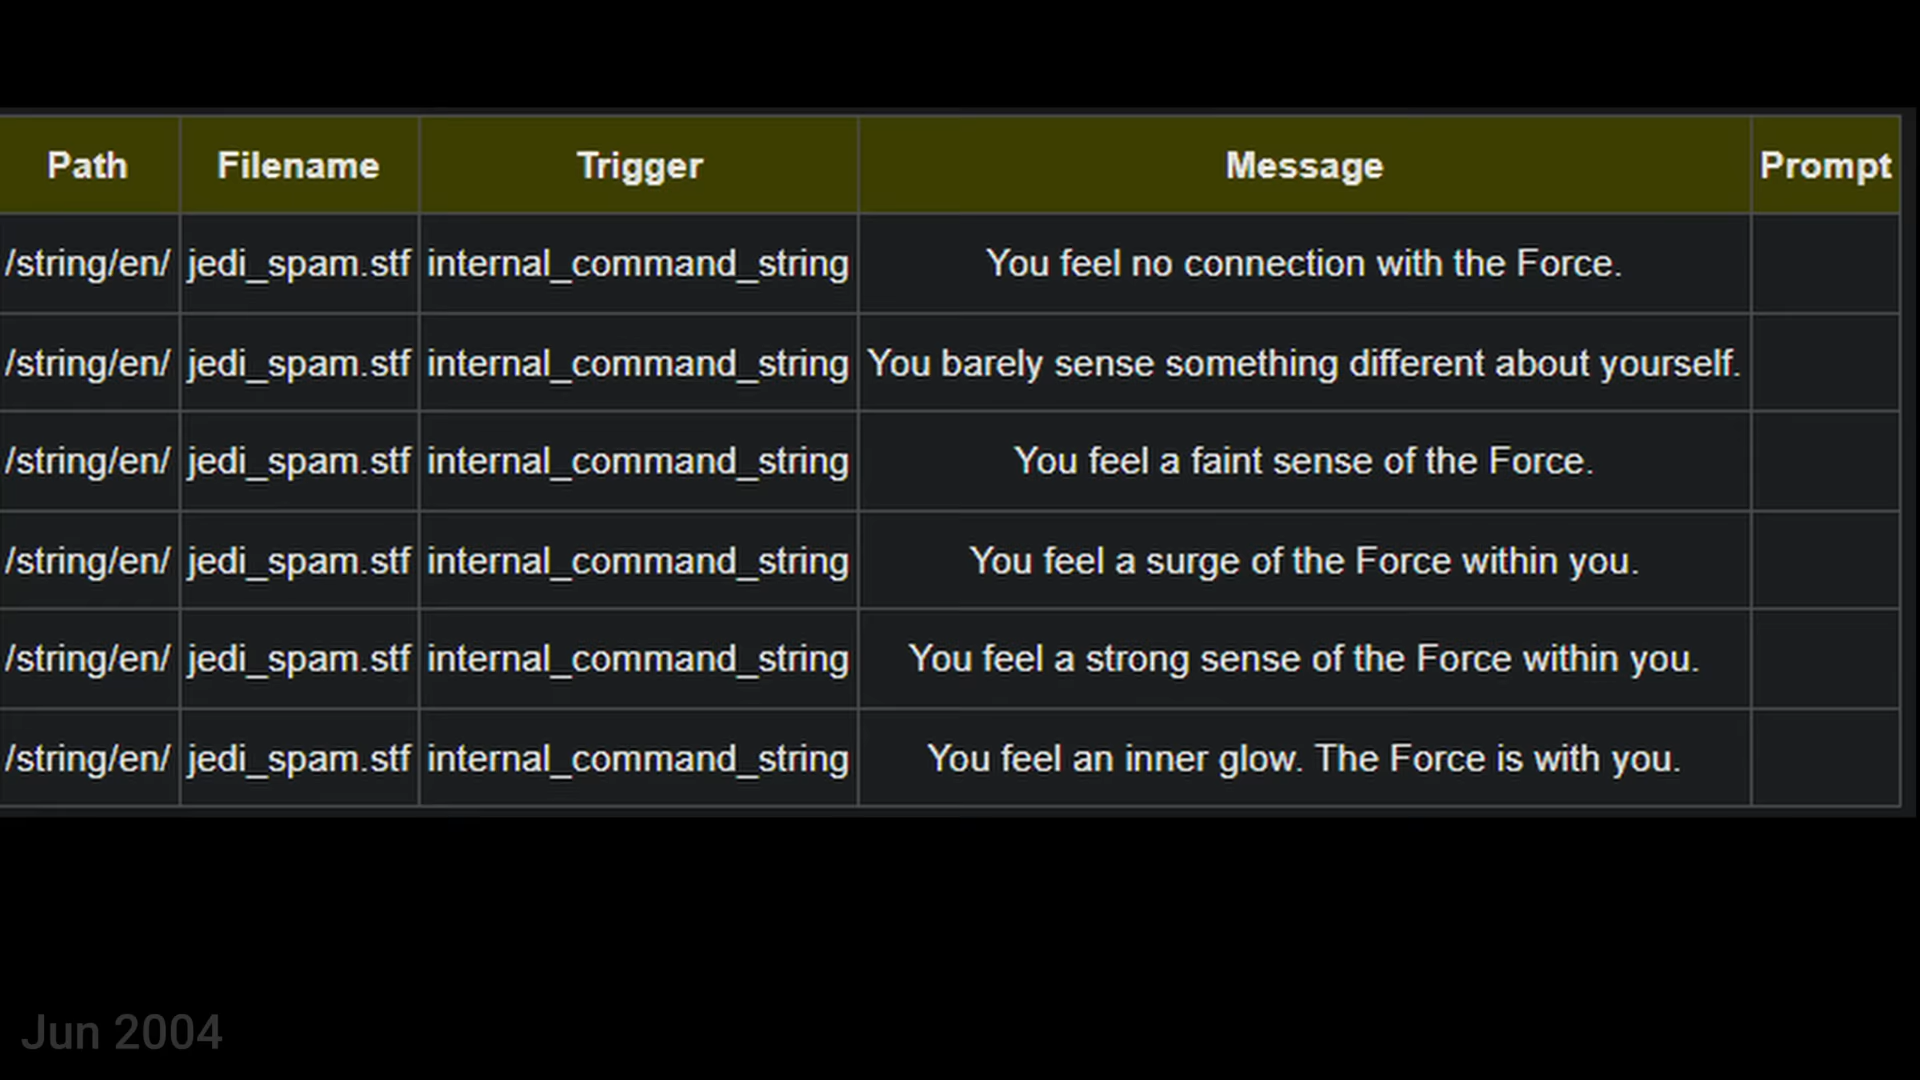 Path Filename Trigger Message Prompt
/string/en/ jedi_spam.stf internal_command_string You feel no connection with the Force.
/string/en/ jedi_spam.stf internal_command_string You barely sense something different about yourself.
/string/en/ jedi_spam.stf internal_command_string You feel a faint sense of the Force.
/string/en/ jedi_spam.stf internal_command_string You feel a surge of the Force within you.
/string/en/ jedi_spam.stf internal_command_string You feel a strong sense of the Force within you.
/string/en/ jedi_spam.stf internal_command_string You feel an inner glow. The Force is with you.
Jun 2004